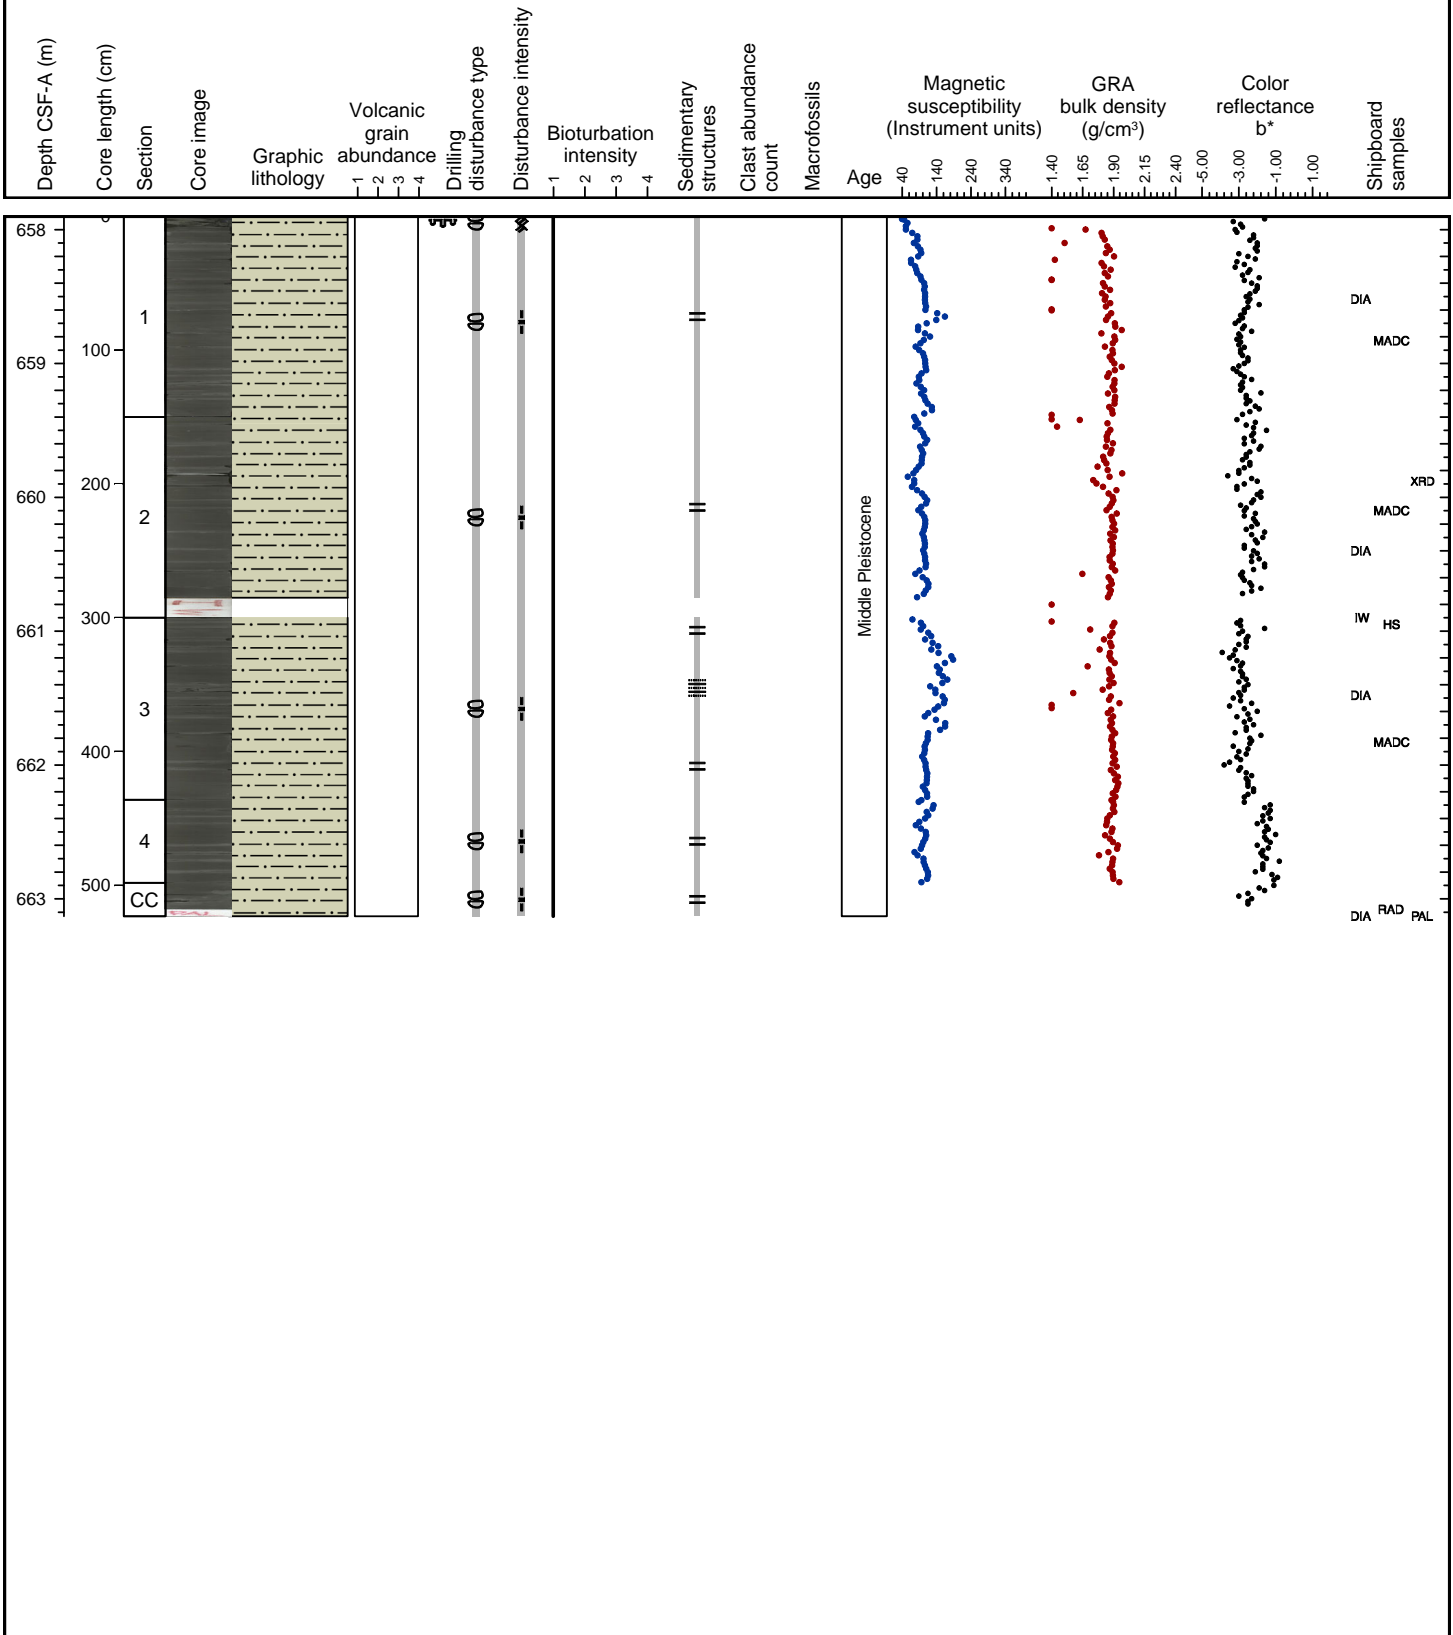 Depth CSF-A (m)
Core length (cm)
Section
Core image
Graphic
lithology
Volcanic
grain
abundance
1 2 3 4
Drilling
disturbance type
Disturbance intensity
Bioturbation
intensity
1 2 3 4
Sedimentary
structures
Clast abundance
count
Macrofossils
Age
Magnetic
susceptibility
(Instrument units)
40 140 240 340
GRA
bulk density
(g/cm³)
1.40 1.65 1.90 2.15 2.40
Color
reflectance
b*
-5.00 -3.00 -1.00 1.00
Shipboard
samples
658
659
660
661
662
663
0
100
200
300
400
500
1
2
3
4
CC
Middle Pleistocene
DIA
MADC
XRD
MADC
DIA
IW HS
DIA
MADC
DIA RAD PAL